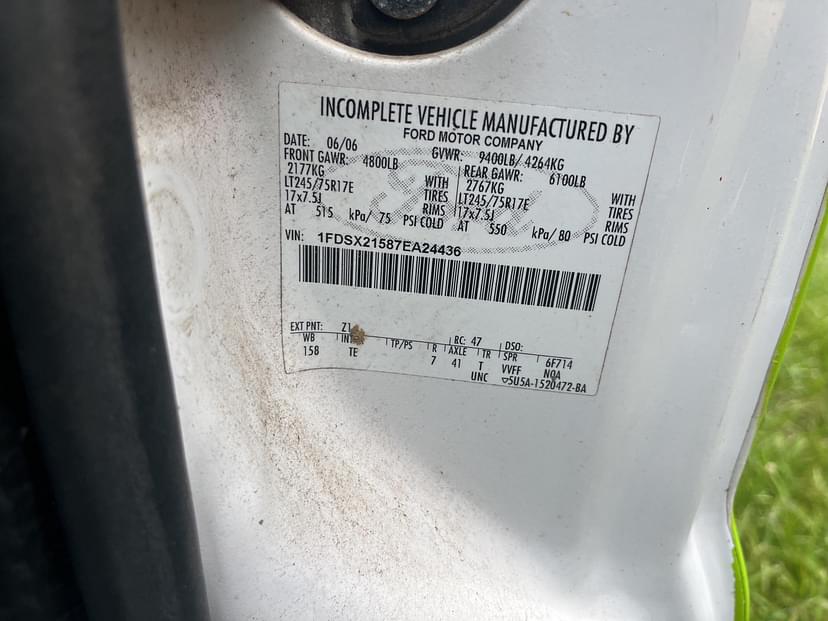 INCOMPLETE VEHICLE MANUFACTURED BY
FORD MOTOR COMPANY
DATE: 06/06 GVWR: 9400LB/ 4264KG
FRONT GAWR: 4800LB REAR GAWR: 6100LB
2177KG WITH 2767KG WITH
LT245/75R17E TIRES LT245/75R17E TIRES
17x7.5J RIMS 17x7.5J RIMS
AT 515 kPa/ 75 PSI COLD AT 550 kPa/ 80 PSI COLD
VIN: 1FDSX21587EA24436
EXT PNT: Z1 RC: 47 DSO:
WB INT TP/PS R AXLE TR SPR 6F714
158 TE 7 41 T VVFF NQA
UNC 5U5A-1520472-BA